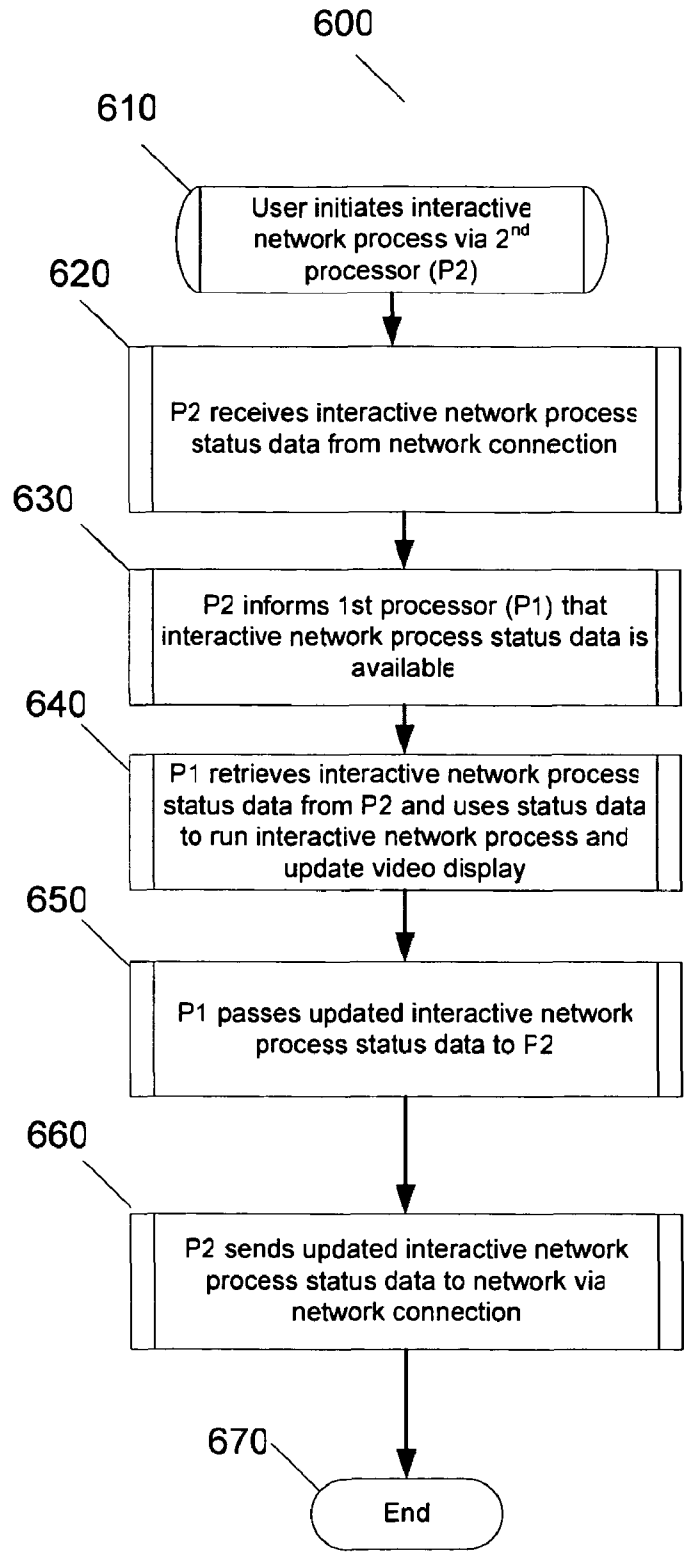 600
610
User initiates interactive
network process via 2nd
processor (P2)
620
P2 receives interactive network process
status data from network connection
630
P2 informs 1st processor (P1) that
interactive network process status data is
available
640
P1 retrieves interactive network process
status data from P2 and uses status data
to run interactive network process and
update video display
650
P1 passes updated interactive network
process status data to F2
660
P2 sends updated interactive network
process status data to network via
network connection
670
End